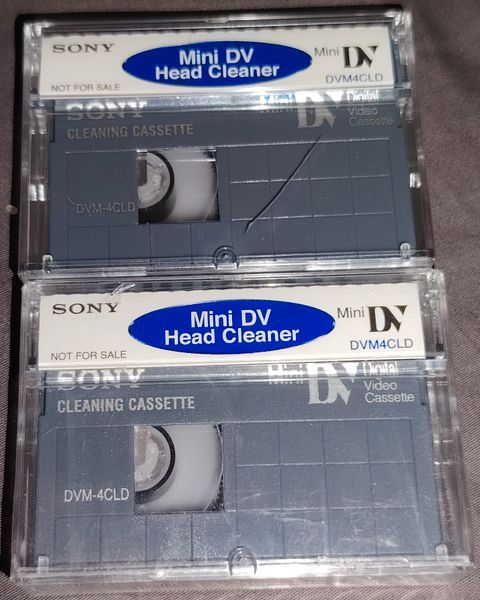 SONY
Mini DV
Head Cleaner
Mini DV
NOT FOR SALE
DVM4CLD
SONY
Mini DV Digital
Video
Cassette
CLEANING CASSETTE
DVM-4CLD
SONY
Mini DV
Head Cleaner
Mini DV
NOT FOR SALE
DVM4CLD
SONY
Mini DV Digital
Video
Cassette
CLEANING CASSETTE
DVM-4CLD